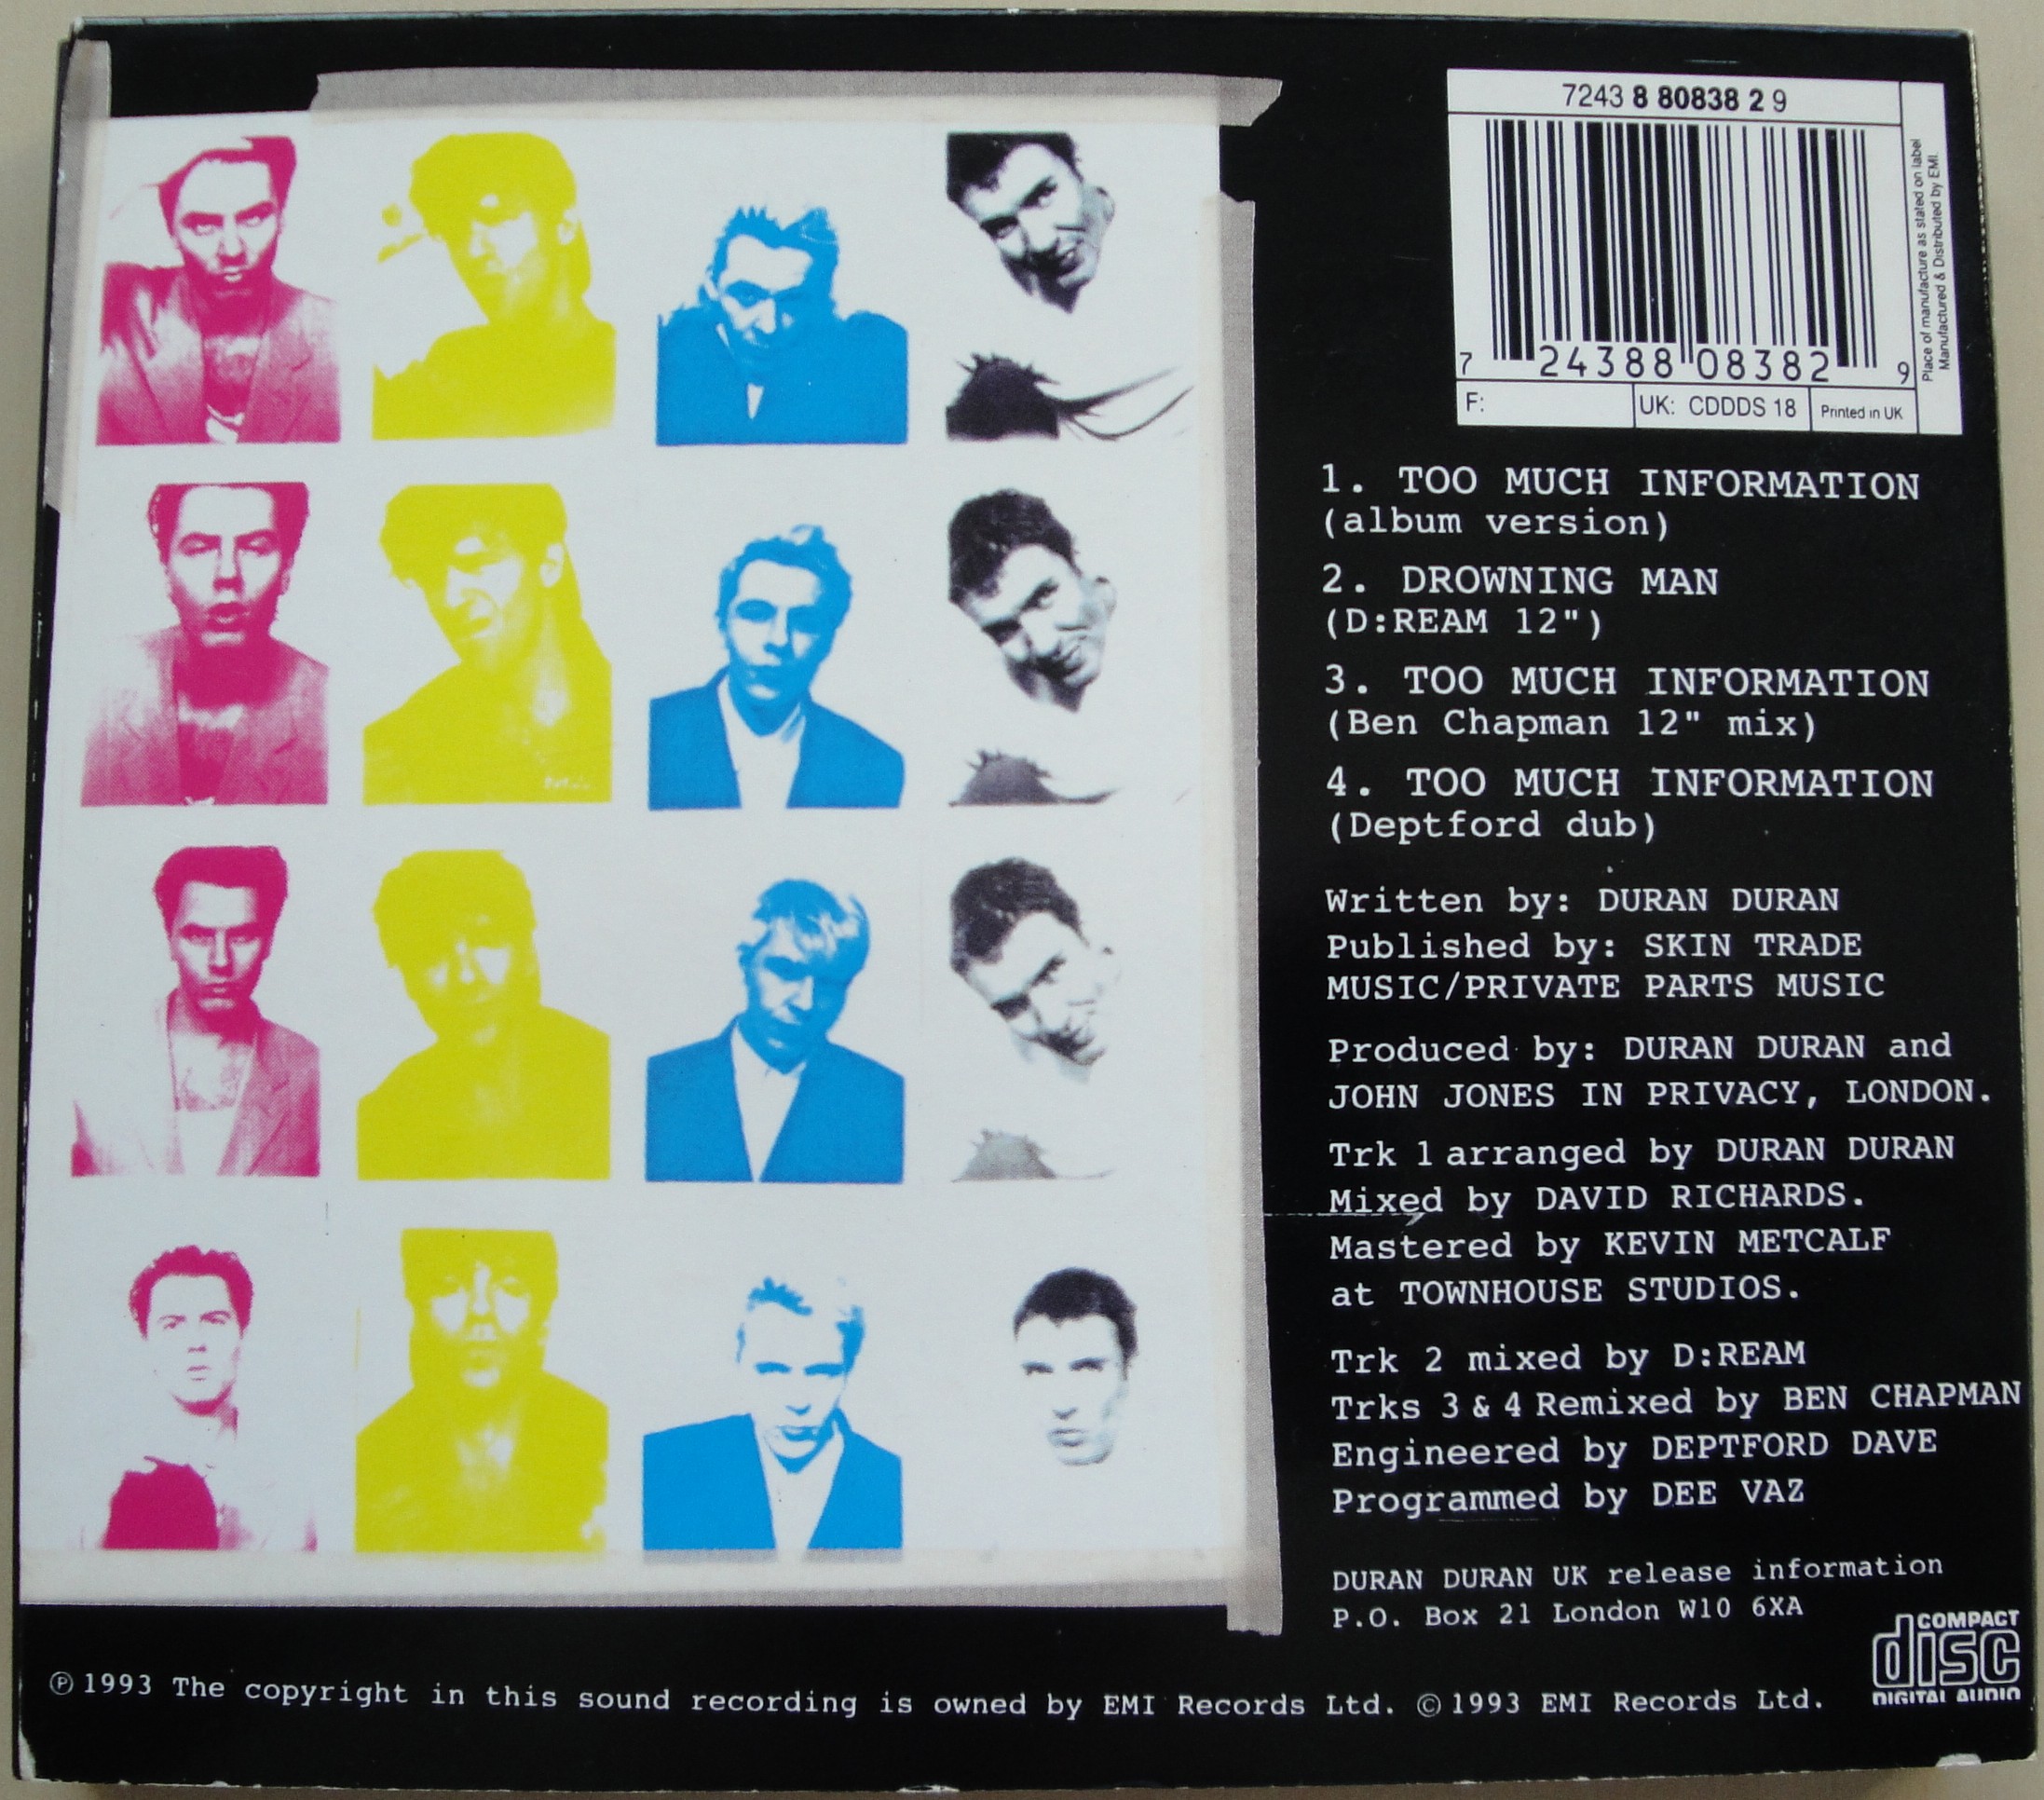 7243 8 80838 2 9
7 24388 08382 9
F:
UK: CDDDS 18
Printed in UK
Place of manufacture as stated on label
Manufactured & Distributed by EMI.
1. TOO MUCH INFORMATION
(album version)
2. DROWNING MAN
(D:REAM 12")
3. TOO MUCH INFORMATION
(Ben Chapman 12" mix)
4. TOO MUCH INFORMATION
(Deptford dub)
Written by: DURAN DURAN
Published by: SKIN TRADE
MUSIC/PRIVATE PARTS MUSIC
Produced by: DURAN DURAN and
JOHN JONES IN PRIVACY, LONDON.
Trk 1 arranged by DURAN DURAN
Mixed by DAVID RICHARDS.
Mastered by KEVIN METCALF
at TOWNHOUSE STUDIOS.
Trk 2 mixed by D:REAM
Trks 3 & 4 Remixed by BEN CHAPMAN
Engineered by DEPTFORD DAVE
Programmed by DEE VAZ
DURAN DURAN UK release information
P.O. Box 21 London W10 6XA
COMPACT
disc
DIGITAL AUDIO
℗ 1993 The copyright in this sound recording is owned by EMI Records Ltd. © 1993 EMI Records Ltd.